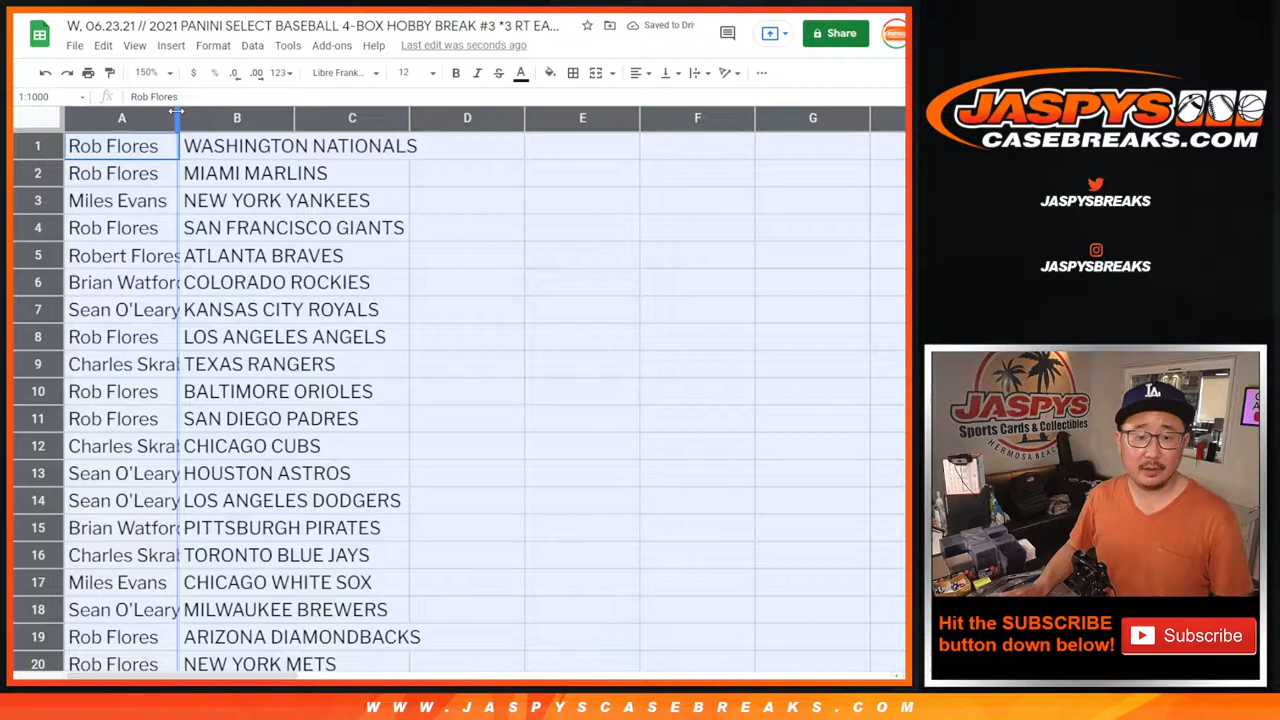 W, 06.23.21 // 2021 PANINI SELECT BASEBALL 4-BOX HOBBY BREAK #3 *3 RT EA...
Saved to Dri
File Edit View Insert Format Data Tools Add-ons Help Last edit was seconds ago
Share
150% $ % .0 .00 123 Libre Frank... 12 B I S A
1:1000 fx Rob Flores
A B C D E F G
1 Rob Flores WASHINGTON NATIONALS
2 Rob Flores MIAMI MARLINS
3 Miles Evans NEW YORK YANKEES
4 Rob Flores SAN FRANCISCO GIANTS
5 Robert Flores ATLANTA BRAVES
6 Brian Watford COLORADO ROCKIES
7 Sean O'Leary KANSAS CITY ROYALS
8 Rob Flores LOS ANGELES ANGELS
9 Charles Skra TEXAS RANGERS
10 Rob Flores BALTIMORE ORIOLES
11 Rob Flores SAN DIEGO PADRES
12 Charles Skra CHICAGO CUBS
13 Sean O'Leary HOUSTON ASTROS
14 Sean O'Leary LOS ANGELES DODGERS
15 Brian Watford PITTSBURGH PIRATES
16 Charles Skra TORONTO BLUE JAYS
17 Miles Evans CHICAGO WHITE SOX
18 Sean O'Leary MILWAUKEE BREWERS
19 Rob Flores ARIZONA DIAMONDBACKS
20 Rob Flores NEW YORK METS
JASPYS
CASEBREAKS.COM
JASPYSBREAKS
JASPYSBREAKS
JASPYS
Sports Cards & Collectibles
HERMOSA BEACH
LA
Hit the SUBSCRIBE
button down below!
Subscribe
WWW.JASPYSCASEBREAKS.COM